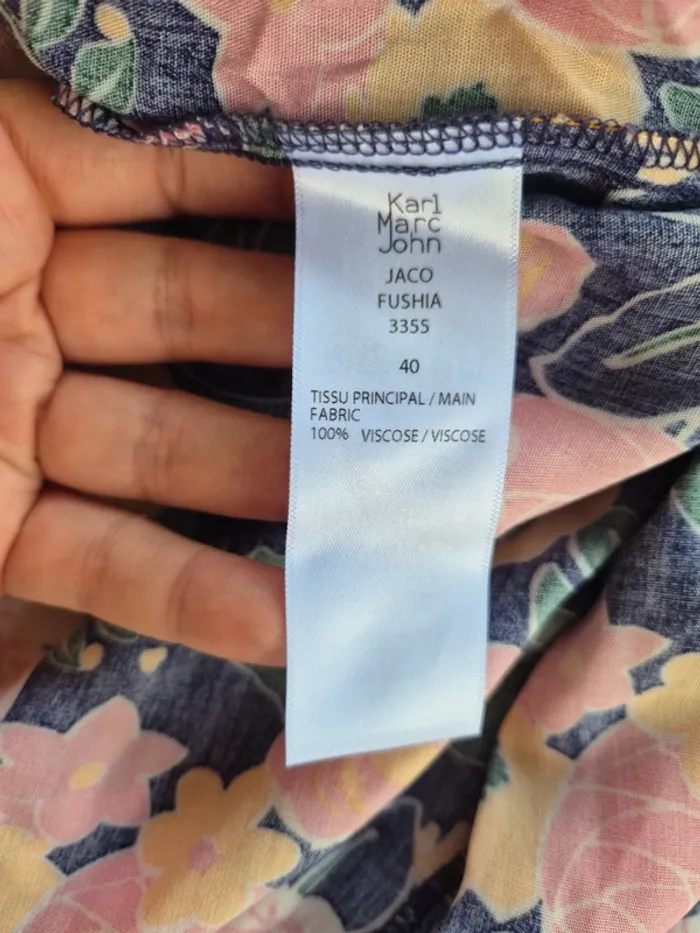 Karl
Marc
John
JACO
FUSHIA
3355
40
TISSU PRINCIPAL / MAIN
FABRIC
100% VISCOSE / VISCOSE